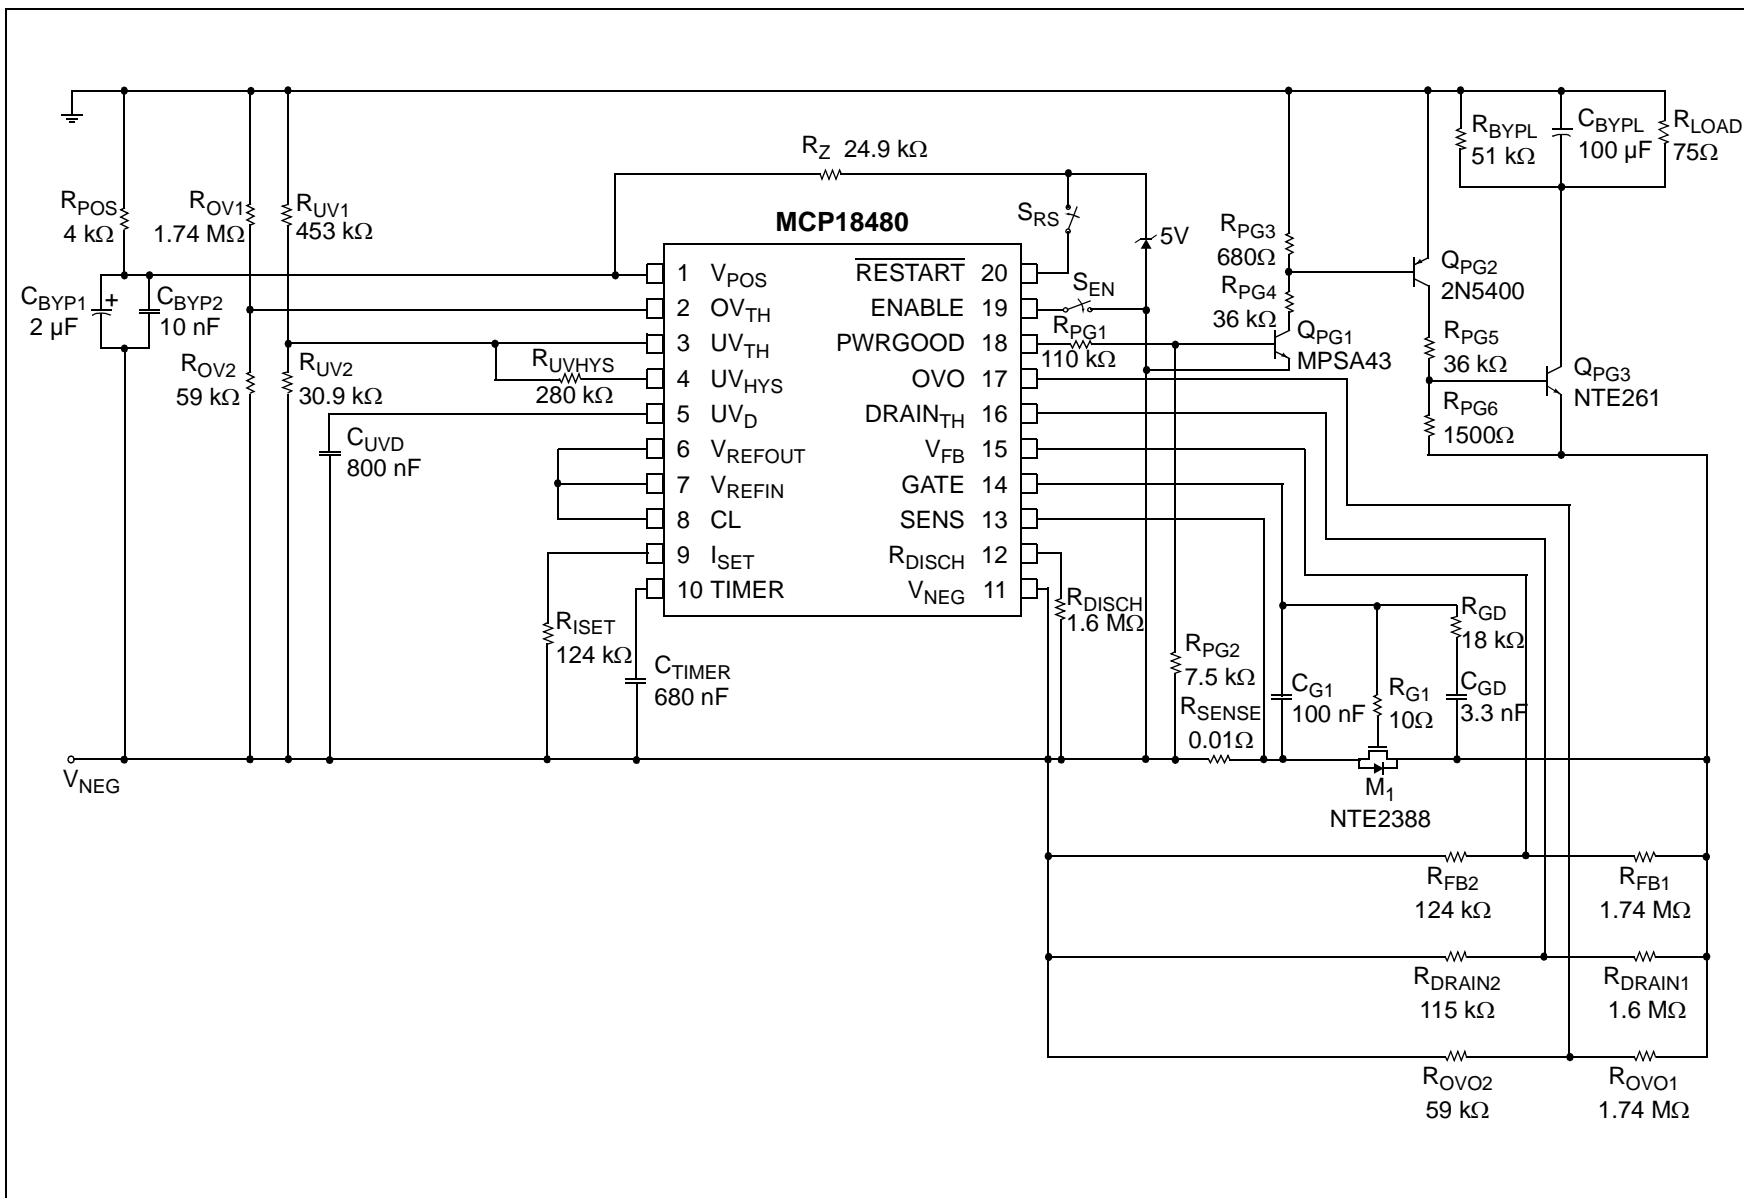 R_Z 24.9 kΩ
R_BYPL
51 kΩ
C_BYPL
100 µF
R_LOAD
75Ω
R_POS
4 kΩ
R_OV1
1.74 MΩ
R_UV1
453 kΩ
MCP18480
S_RS
5V
R_PG3
680Ω
Q_PG2
2N5400
C_BYP1
2 µF
+
C_BYP2
10 nF
R_OV2
59 kΩ
R_UV2
30.9 kΩ
R_UVHYS
280 kΩ
C_UVD
800 nF
1 V_POS
2 OV_TH
3 UV_TH
4 UV_HYS
5 UV_D
6 V_REFOUT
7 V_REFIN
8 CL
9 I_SET
10 TIMER
RESTART 20
ENABLE 19
PWRGOOD 18
OVO 17
DRAIN_TH 16
V_FB 15
GATE 14
SENS 13
R_DISCH 12
V_NEG 11
S_EN
R_PG1
110 kΩ
R_PG4
36 kΩ
Q_PG1
MPSA43
R_PG5
36 kΩ
Q_PG3
NTE261
R_PG6
1500Ω
R_ISET
124 kΩ
C_TIMER
680 nF
R_DISCH
1.6 MΩ
R_PG2
7.5 kΩ
R_SENSE
0.01Ω
C_G1
100 nF
R_G1
10Ω
R_GD
18 kΩ
C_GD
3.3 nF
V_NEG
M_1
NTE2388
R_FB2
124 kΩ
R_FB1
1.74 MΩ
R_DRAIN2
115 kΩ
R_DRAIN1
1.6 MΩ
R_OVO2
59 kΩ
R_OVO1
1.74 MΩ